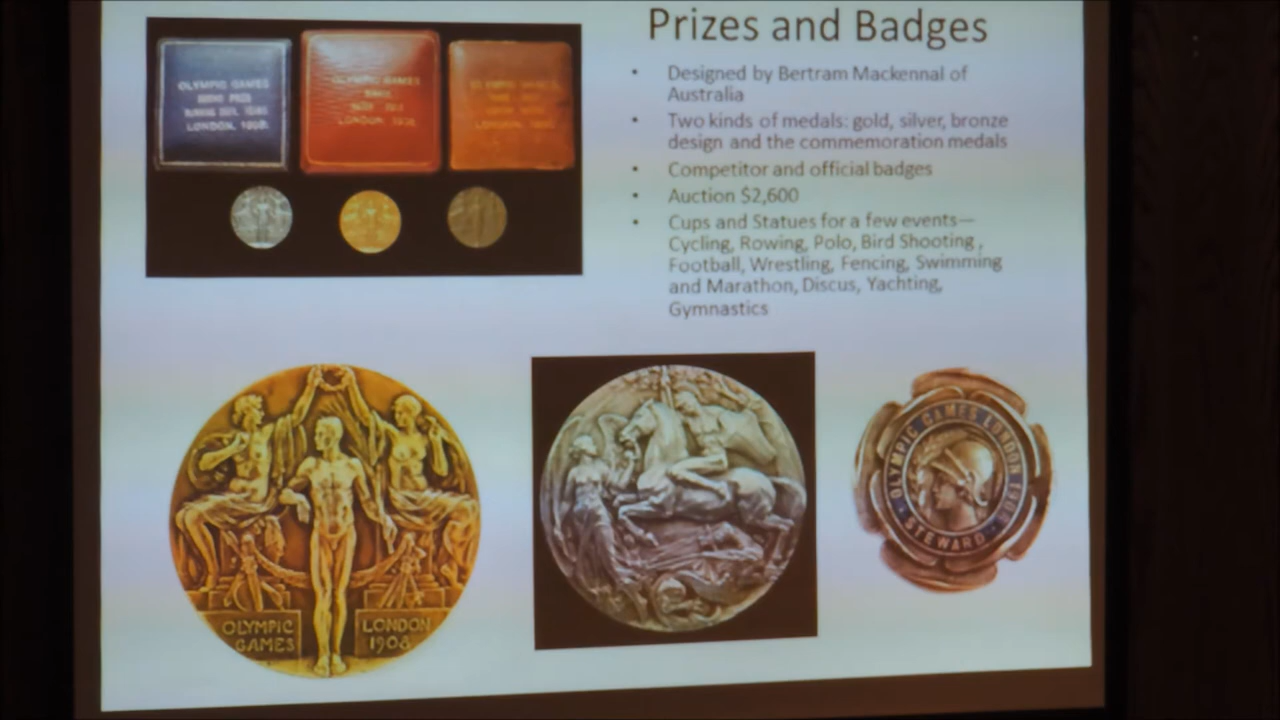 Prizes and Badges
• Designed by Bertram Mackennal of
Australia
• Two kinds of medals: gold, silver, bronze
design and the commemoration medals
• Competitor and official badges
• Auction $2,600
• Cups and Statues for a few events—
Cycling, Rowing, Polo, Bird Shooting,
Football, Wrestling, Fencing, Swimming
and Marathon, Discus, Yachting,
Gymnastics
OLYMPIC GAMES
LONDON, 1908.
OLYMPIC GAMES
LONDON, 1908.
OLYMPIC
GAMES
LONDON
1908
OLYMPIC GAMES LONDON 1908
STEWARD